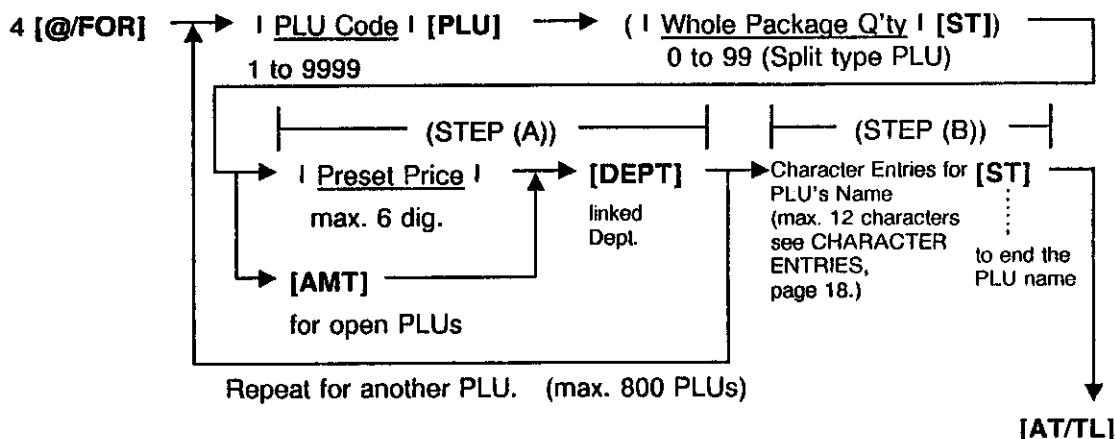 4 [@/FOR] I PLU Code I [PLU] ( I Whole Package Q'ty I [ST])
1 to 9999 0 to 99 (Split type PLU)
(STEP (A)) (STEP (B))
I Preset Price I [DEPT] Character Entries for [ST]
max. 6 dig. linked PLU's Name
Dept. (max. 12 characters
see CHARACTER to end the
ENTRIES, PLU name
page 18.)
[AMT]
for open PLUs
Repeat for another PLU. (max. 800 PLUs)
[AT/TL]